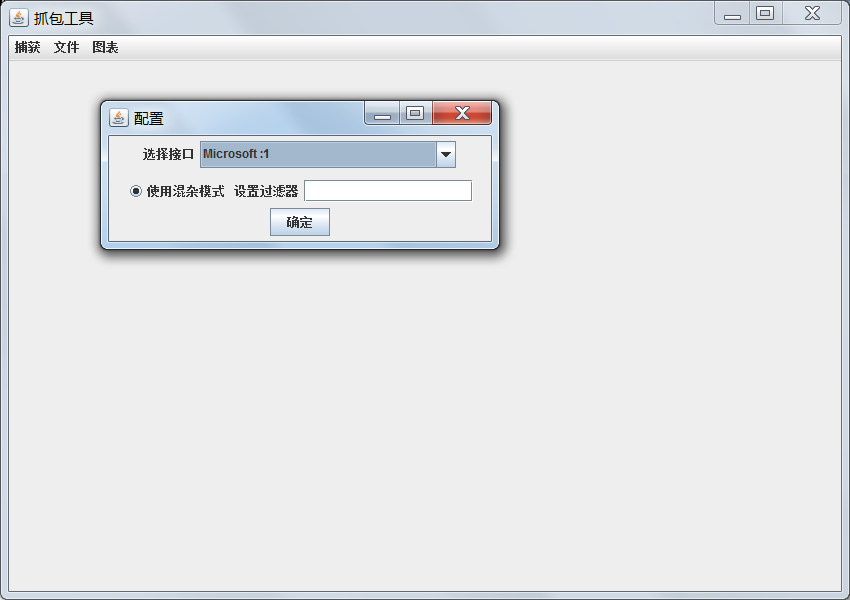 抓包工具
捕获 文件 图表
配置
选择接口 Microsoft :1
使用混杂模式 设置过滤器
确定